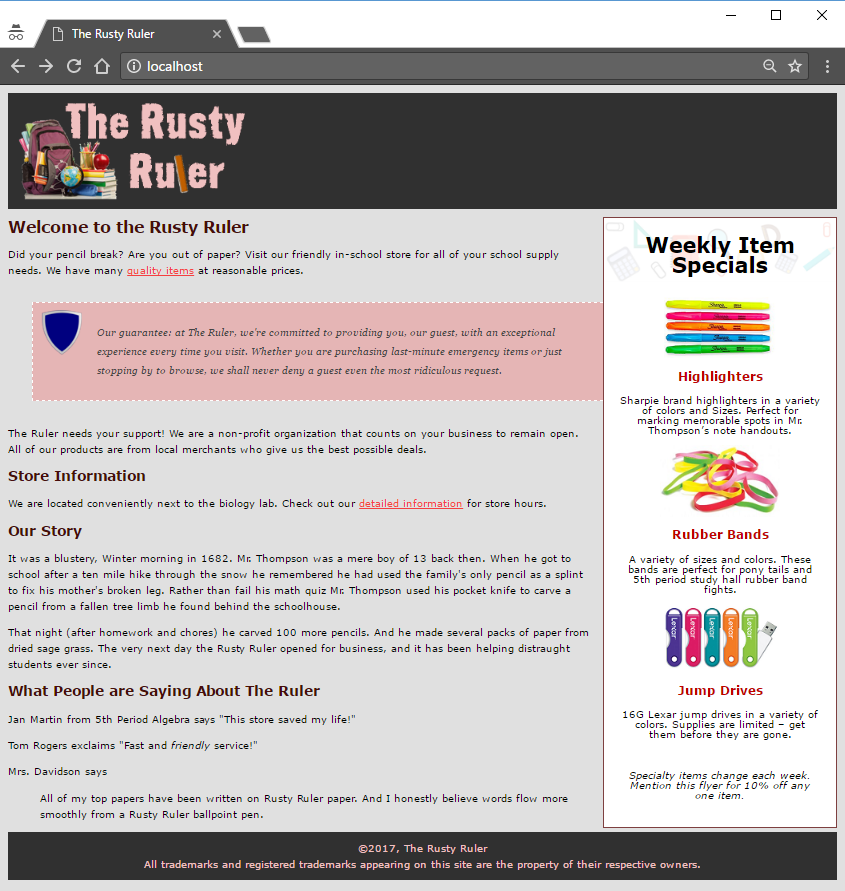 The Rusty Ruler
localhost
The Rusty
Ruler
Welcome to the Rusty Ruler
Did your pencil break? Are you out of paper? Visit our friendly in-school store for all of your school supply
needs. We have many quality items at reasonable prices.
Our guarantee: at The Ruler, we're committed to providing you, our guest, with an exceptional
experience every time you visit. Whether you are purchasing last-minute emergency items or just
stopping by to browse, we shall never deny a guest even the most ridiculous request.
The Ruler needs your support! We are a non-profit organization that counts on your business to remain open.
All of our products are from local merchants who give us the best possible deals.
Store Information
We are located conveniently next to the biology lab. Check out our detailed information for store hours.
Our Story
It was a blustery, Winter morning in 1682. Mr. Thompson was a mere boy of 13 back then. When he got to
school after a ten mile hike through the snow he remembered he had used the family's only pencil as a splint
to fix his mother's broken leg. Rather than fail his math quiz Mr. Thompson used his pocket knife to carve a
pencil from a fallen tree limb he found behind the schoolhouse.
That night (after homework and chores) he carved 100 more pencils. And he made several packs of paper from
dried sage grass. The very next day the Rusty Ruler opened for business, and it has been helping distraught
students ever since.
What People are Saying About The Ruler
Jan Martin from 5th Period Algebra says "This store saved my life!"
Tom Rogers exclaims "Fast and friendly service!"
Mrs. Davidson says
All of my top papers have been written on Rusty Ruler paper. And I honestly believe words flow more
smoothly from a Rusty Ruler ballpoint pen.
Weekly Item
Specials
Highlighters
Sharpie brand highlighters in a variety
of colors and Sizes. Perfect for
marking memorable spots in Mr.
Thompson's note handouts.
Rubber Bands
A variety of sizes and colors. These
bands are perfect for pony tails and
5th period study hall rubber band
fights.
Lexar Lexar Lexar Lexar Lexar
Jump Drives
16G Lexar jump drives in a variety of
colors. Supplies are limited – get
them before they are gone.
Specialty items change each week.
Mention this flyer for 10% off any
one item.
©2017, The Rusty Ruler
All trademarks and registered trademarks appearing on this site are the property of their respective owners.